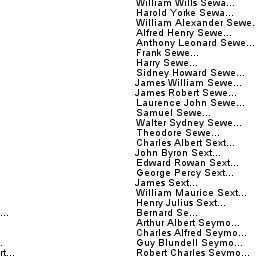 William Wills Sewa...
Harold Yorke Sewa...
William Alexander Sewe.
Alfred Henry Sewe...
Anthony Leonard Sewe...
Frank Sewe...
Harry Sewe...
Sidney Howard Sewe...
James William Sewe...
James Robert Sewe...
Laurence John Sewe...
Samuel Sewe...
Walter Sydney Sewe...
Theodore Sewe...
Charles Albert Sext...
John Byron Sext...
Edward Rowan Sext...
George Percy Sext...
James Sext...
William Maurice Sext...
Henry Julius Sext...
... Bernard Se...
Arthur Albert Seymo...
Charles Alfred Seymo...
. Guy Blundell Seymo...
rt... Robert Charles Seymo...